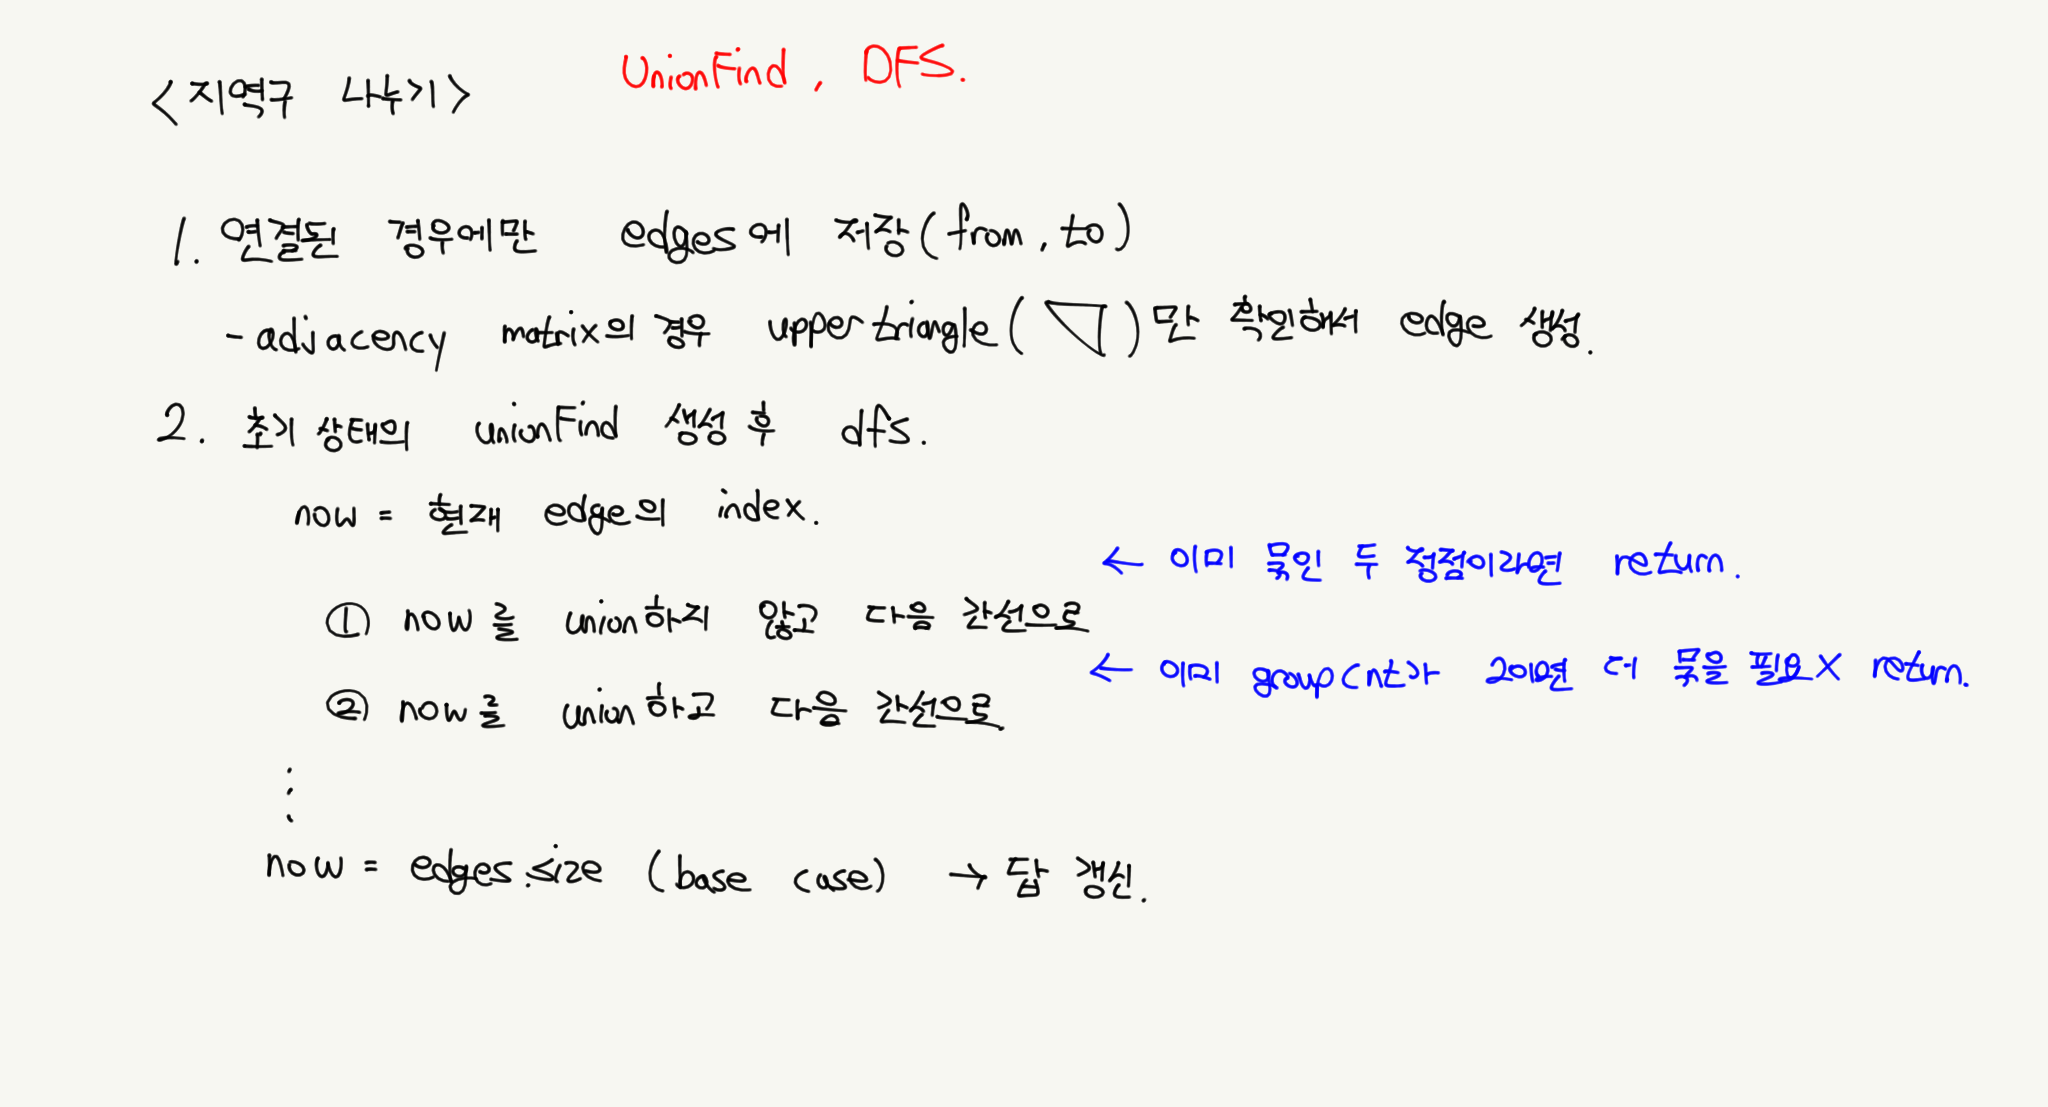 <지역구 나누기>
UnionFind, DFS.
1. 연결된 경우에만 edges에 저장(from, to)
- adjacency matrix의 경우 upper triangle( )만 확인해서 edge 생성.
2. 초기 상태의 unionFind 생성 후 dfs.
now = 현재 edge의 index.
← 이미 묶인 두 정점이라면 return.
① now를 union하지 않고 다음 간선으로
← 이미 groupCnt가 2이면 더 묶을 필요X return.
② now를 union하고 다음 간선으로
⋮
now = edges.size (base case) → 답 갱신.